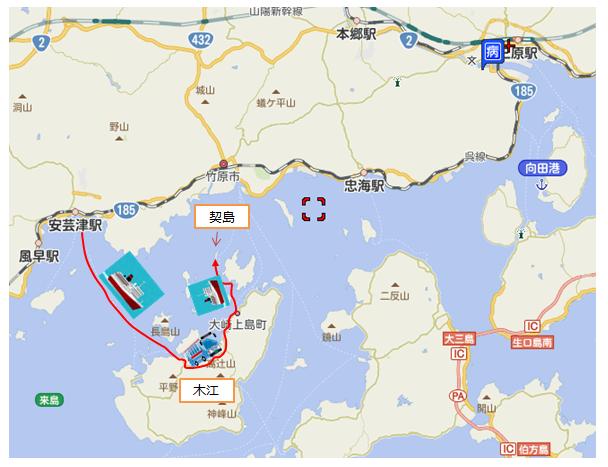 山陽新幹線
本郷駅
2
432
2
病
三原駅
185
城山
蟻ケ平山
洞山
野山
呉線
竹原市
忠海駅
向田港
185
安芸津駅
契島
風早駅
二反山
長島山
大崎上島町
鏡山
大三島
IC
IC
生口島南
平野
木江
神峰山
来島
PA
開山
IC
伯方島